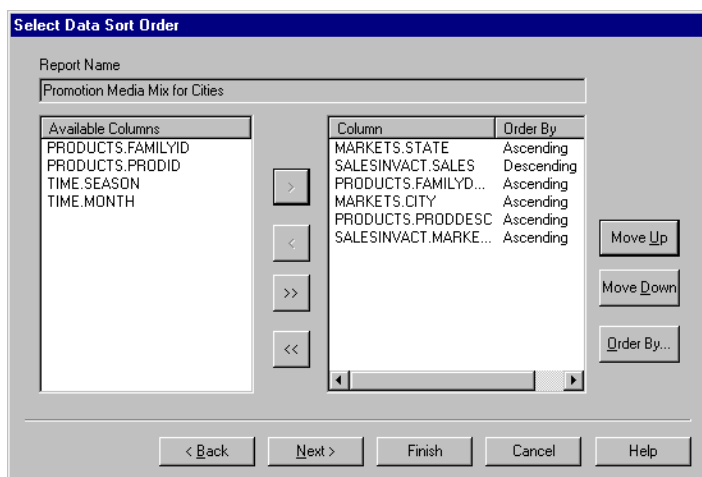 Select Data Sort Order
Report Name
Promotion Media Mix for Cities
Available Columns
PRODUCTS.FAMILYID
PRODUCTS.PRODID
TIME.SEASON
TIME.MONTH
>
<
>>
<<
Column Order By
MARKETS.STATE Ascending
SALESINVACT.SALES Descending
PRODUCTS.FAMILYD... Ascending
MARKETS.CITY Ascending
PRODUCTS.PRODDESC Ascending
SALESINVACT.MARKE... Ascending
Move Up
Move Down
Order By...
< Back Next > Finish Cancel Help